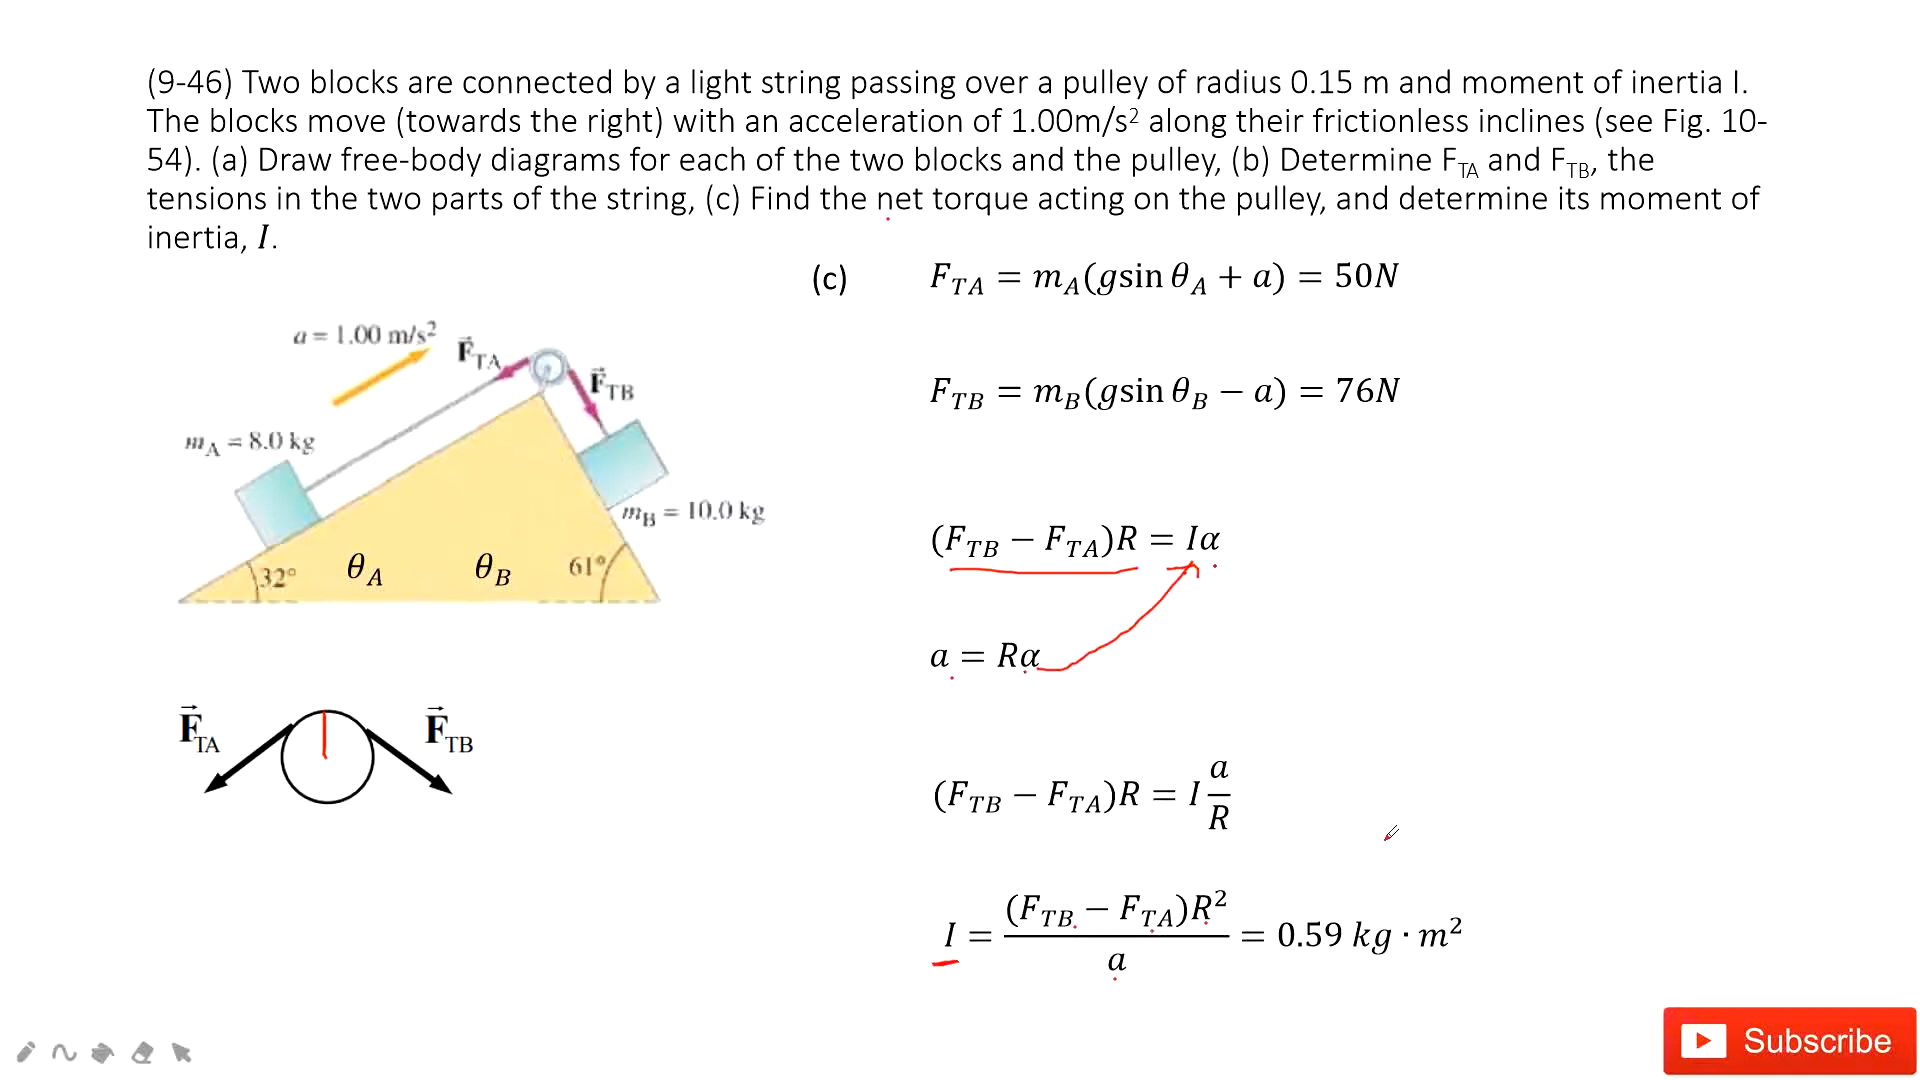 (9-46) Two blocks are connected by a light string passing over a pulley of radius 0.15 m and moment of inertia I.
The blocks move (towards the right) with an acceleration of 1.00m/s² along their frictionless inclines (see Fig. 10-
54). (a) Draw free-body diagrams for each of the two blocks and the pulley, (b) Determine F_TA and F_TB, the
tensions in the two parts of the string, (c) Find the net torque acting on the pulley, and determine its moment of
inertia, I.
(c) F_TA = m_A(gsin θ_A + a) = 50N
a = 1.00 m/s²
F⃗_TA
F⃗_TB
F_TB = m_B(gsin θ_B − a) = 76N
m_A = 8.0 kg
m_B = 10.0 kg
(F_TB − F_TA)R = Iα
32° θ_A θ_B 61°
a = Rα
F⃗_TA F⃗_TB
(F_TB − F_TA)R = I a/R
I = (F_TB − F_TA)R²/a = 0.59 kg · m²
Subscribe